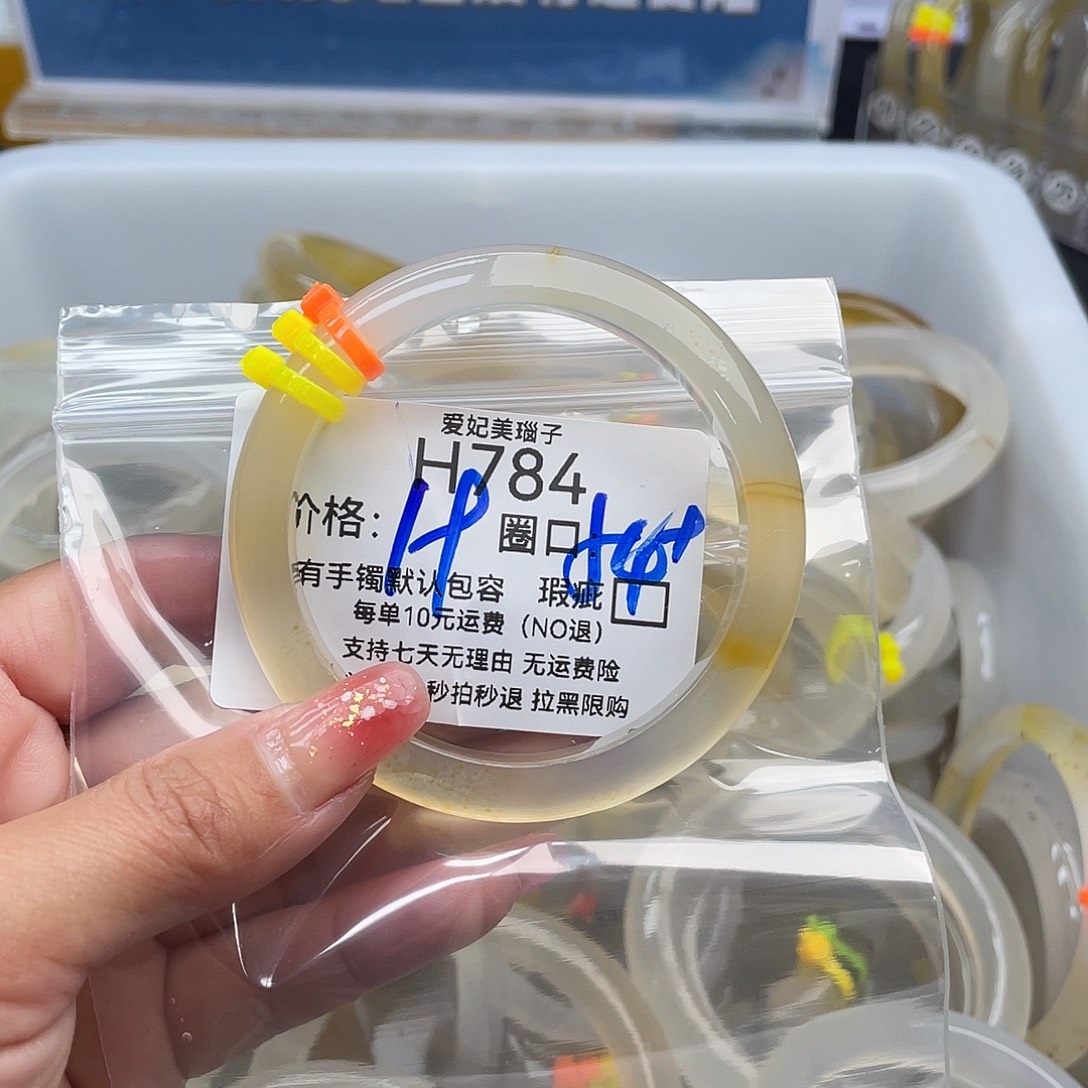 爱妃美瑙子
H784
价格： 圈口：
有手镯默认包容 瑕疵
每单10元运费（NO退）
支持七天无理由 无运费险
秒拍秒退 拉黑限购